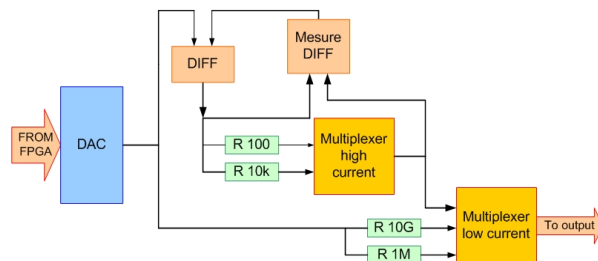 Mesure
DIFF
DIFF
FROM
FPGA
DAC
R 100
R 10k
Multiplexer
high
current
Multiplexer
low current
R 10G
R 1M
To output